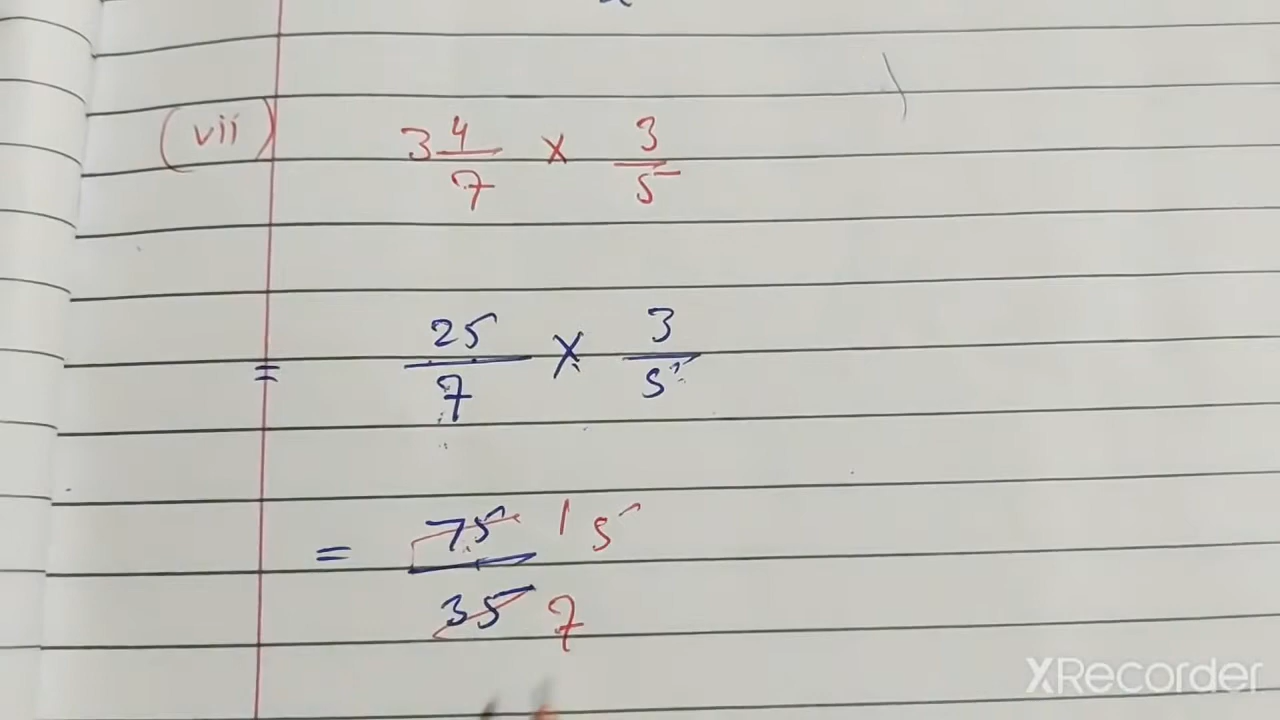 (vii) 3 4/7 × 3/5
= 25/7 × 3/5
= 75/35 15/7
XRecorder